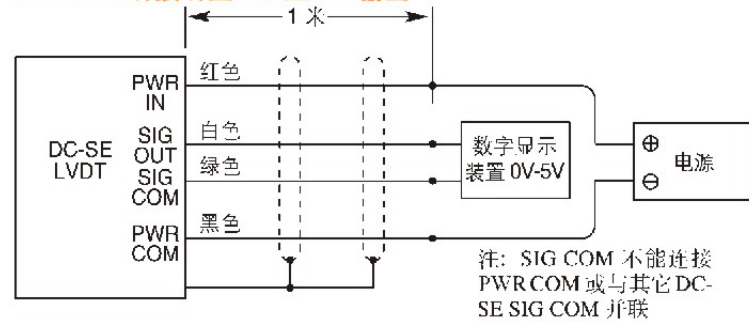 1 米
PWR IN
红色
SIG OUT
白色
DC-SE LVDT
SIG COM
绿色
PWR COM
黑色
数字显示
装置 0V-5V
⊕
⊖
电源
注: SIG COM 不能连接
PWR COM 或与其它 DC-
SE SIG COM 并联